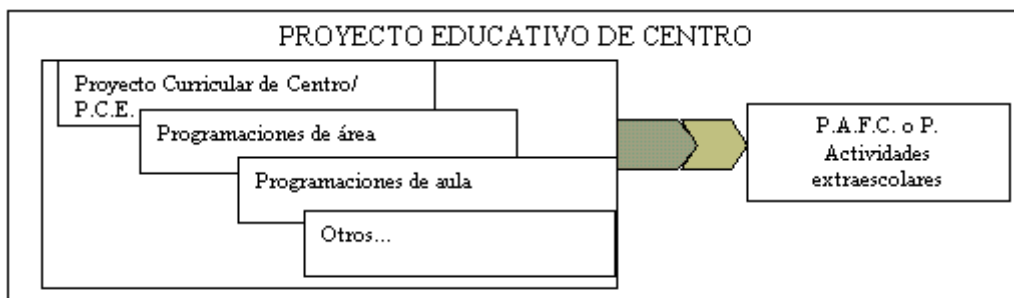 PROYECTO EDUCATIVO DE CENTRO
Proyecto Curricular de Centro/
P.C.E.
Programaciones de área
Programaciones de aula
Otros...
P.A.F.C. o P.
Actividades
extraescolares